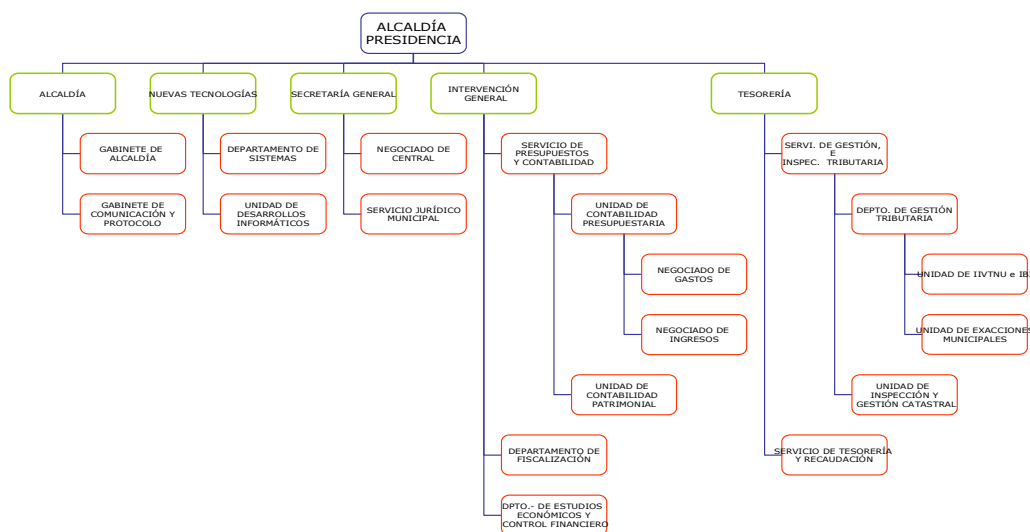 ALCALDÍA
PRESIDENCIA
ALCALDÍA
NUEVAS TECNOLOGÍAS
SECRETARÍA GENERAL
INTERVENCIÓN
GENERAL
TESORERÍA
GABINETE DE
ALCALDÍA
DEPARTAMENTO DE
SISTEMAS
NEGOCIADO DE
CENTRAL
SERVICIO DE
PRESUPUESTOS
Y CONTABILIDAD
SERVI. DE GESTIÓN,
E
INSPEC. TRIBUTARIA
GABINETE DE
COMUNICACIÓN Y
PROTOCOLO
UNIDAD DE
DESARROLLOS
INFORMÁTICOS
SERVICIO JURÍDICO
MUNICIPAL
UNIDAD DE
CONTABILIDAD
PRESUPUESTARIA
DEPTO. DE GESTIÓN
TRIBUTARIA
NEGOCIADO DE
GASTOS
UNIDAD DE IIVTNU e IBI
NEGOCIADO DE
INGRESOS
UNIDAD DE EXACCIONES
MUNICIPALES
UNIDAD DE
CONTABILIDAD
PATRIMONIAL
UNIDAD DE
INSPECCIÓN Y
GESTIÓN CATASTRAL
DEPARTAMENTO DE
FISCALIZACIÓN
SERVICIO DE TESORERÍA
Y RECAUDACIÓN
DPTO.- DE ESTUDIOS
ECONÓMICOS Y
CONTROL FINANCIERO